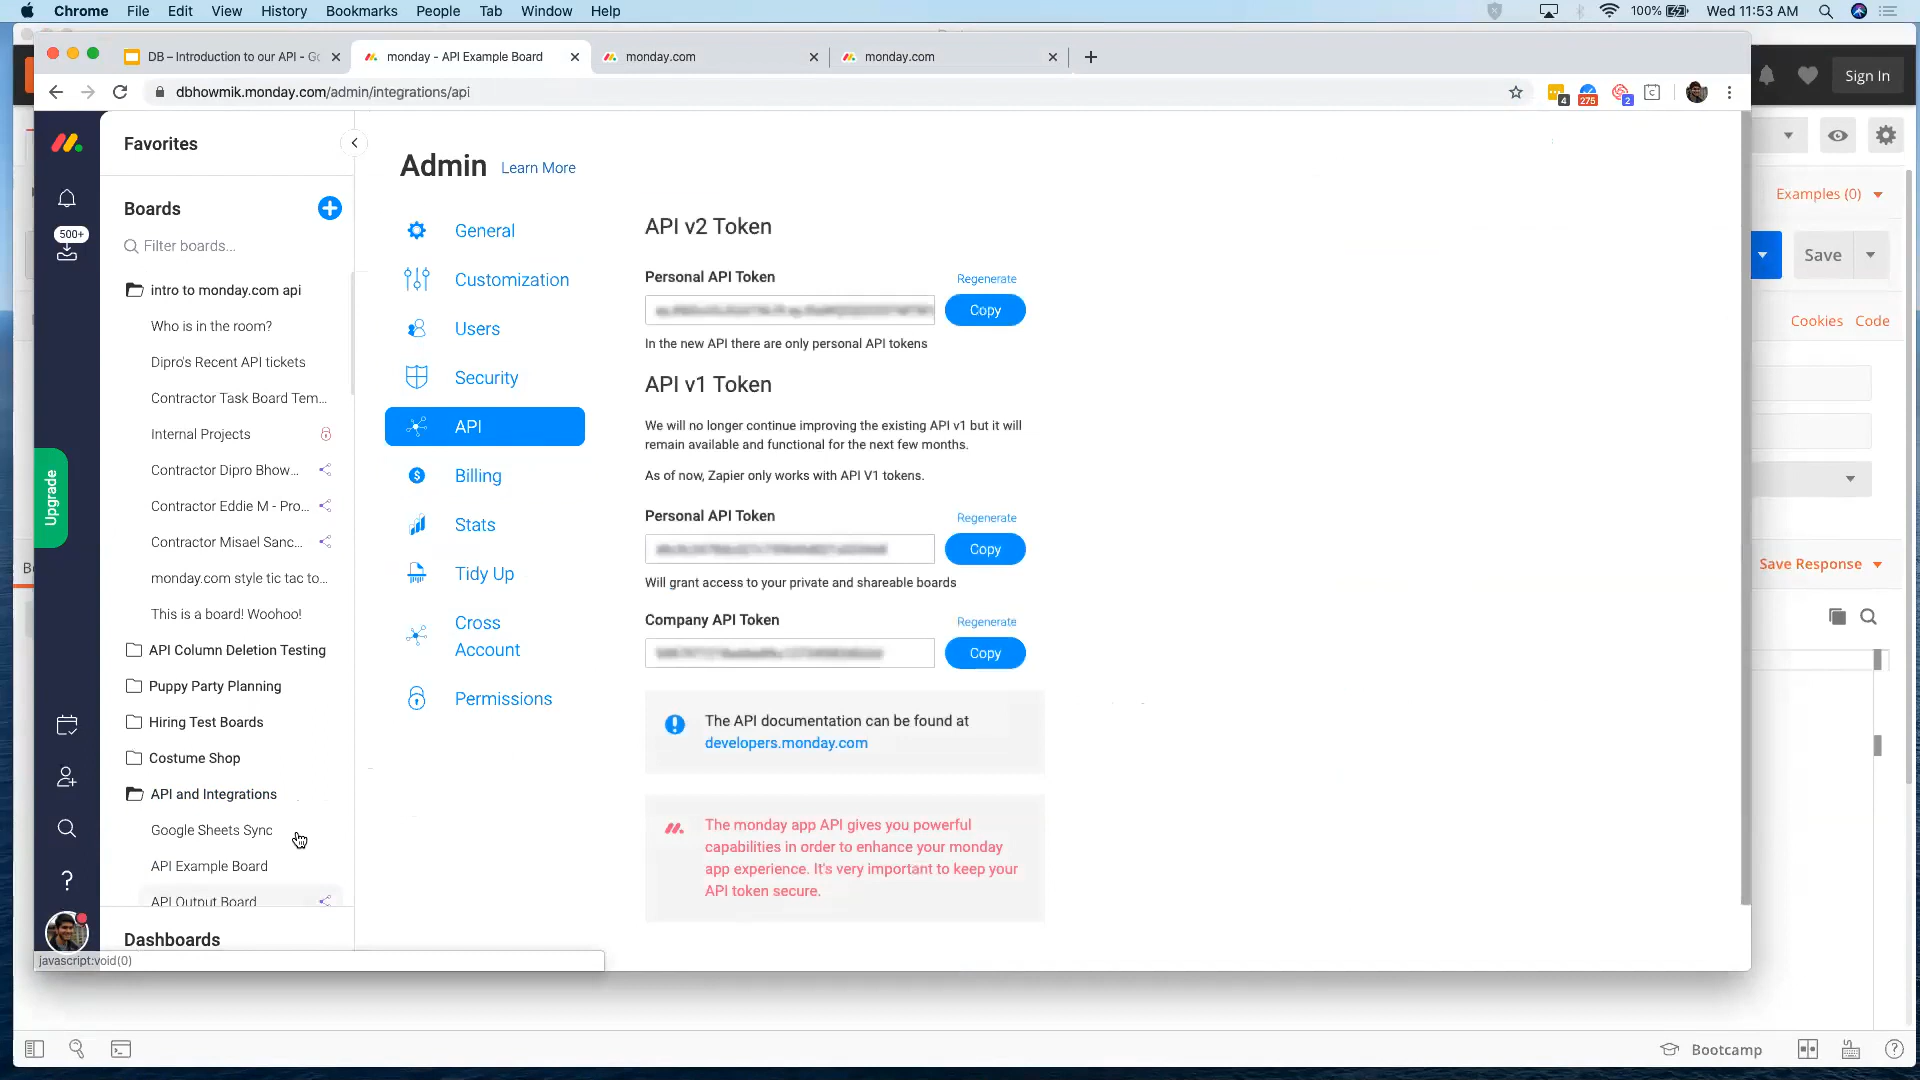 Chrome File Edit View History Bookmarks People Tab Window Help
100% Wed 11:53 AM
DB – Introduction to our API - Go
monday - API Example Board
monday.com
monday.com
dbhowmik.monday.com/admin/integrations/api
4
275
2
Sign In
Favorites
Boards
Filter boards...
500+
intro to monday.com api
Who is in the room?
Dipro's Recent API tickets
Contractor Task Board Tem...
Internal Projects
Contractor Dipro Bhow...
Contractor Eddie M - Pro...
Contractor Misael Sanc...
monday.com style tic tac to...
This is a board! Woohoo!
API Column Deletion Testing
Puppy Party Planning
Hiring Test Boards
Costume Shop
API and Integrations
Google Sheets Sync
API Example Board
API Output Board
Dashboards
Upgrade
javascript:void(0)
Admin Learn More
General
Customization
Users
Security
API
Billing
Stats
Tidy Up
Cross
Account
Permissions
API v2 Token
Personal API Token Regenerate
Copy
In the new API there are only personal API tokens
API v1 Token
We will no longer continue improving the existing API v1 but it will
remain available and functional for the next few months.
As of now, Zapier only works with API V1 tokens.
Personal API Token Regenerate
Copy
Will grant access to your private and shareable boards
Company API Token Regenerate
Copy
The API documentation can be found at
developers.monday.com
The monday app API gives you powerful
capabilities in order to enhance your monday
app experience. It's very important to keep your
API token secure.
Examples (0)
Save
Cookies Code
Save Response
Bootcamp